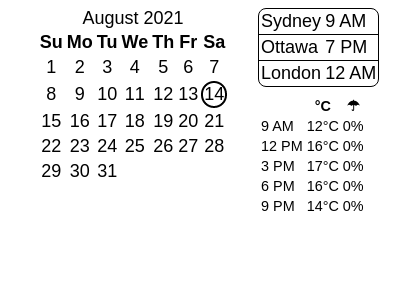 August 2021
Su Mo Tu We Th Fr Sa
1 2 3 4 5 6 7
8 9 10 11 12 13 14
15 16 17 18 19 20 21
22 23 24 25 26 27 28
29 30 31
Sydney 9 AM
Ottawa 7 PM
London 12 AM
°C ☂
9 AM 12°C 0%
12 PM 16°C 0%
3 PM 17°C 0%
6 PM 16°C 0%
9 PM 14°C 0%